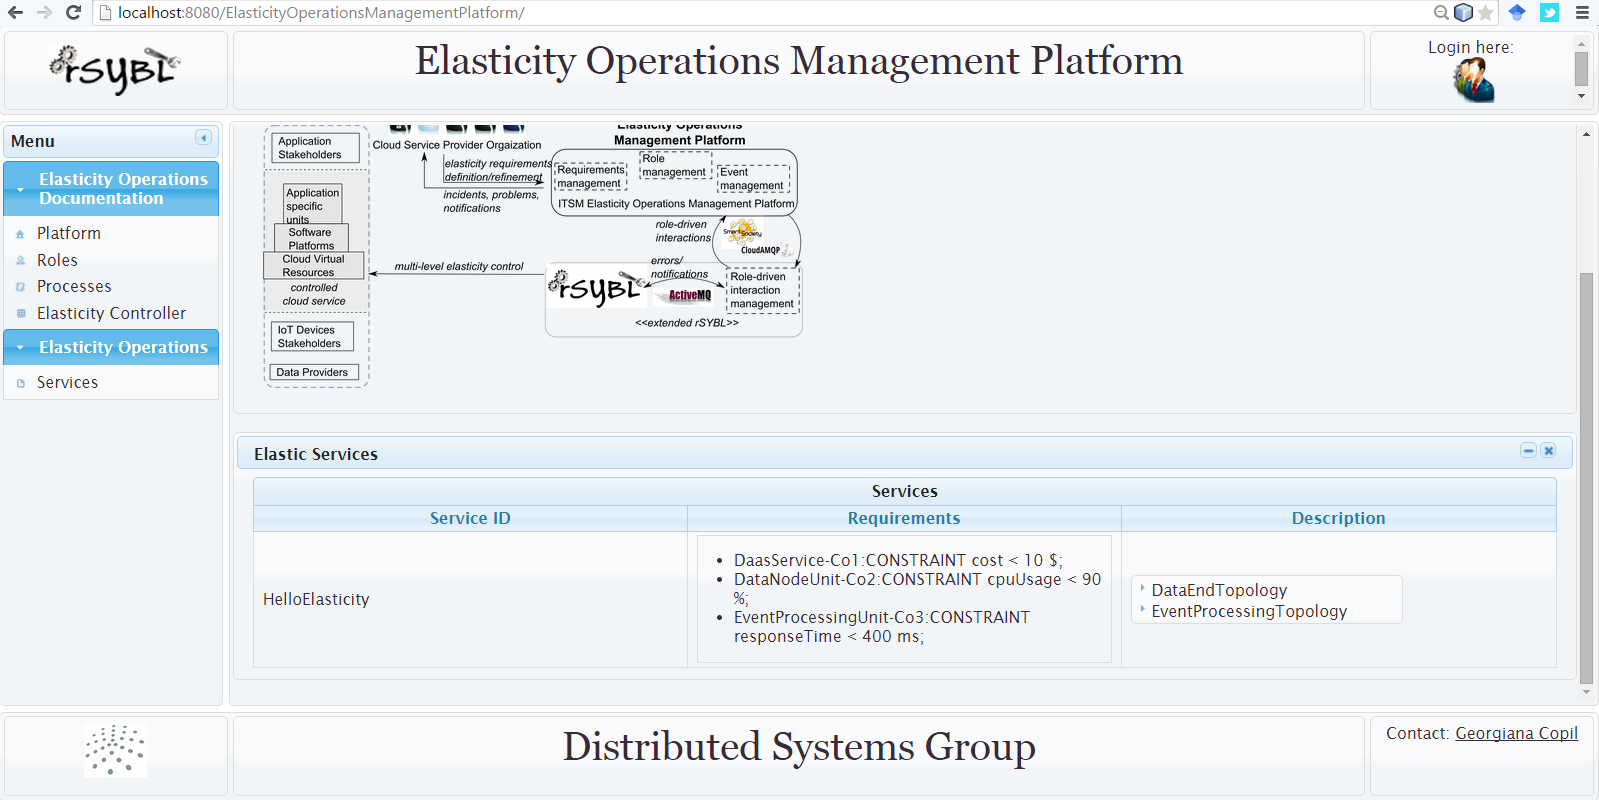 localhost:8080/ElasticityOperationsManagementPlatform/
rSYBL
Elasticity Operations Management Platform
Login here:
Menu
Elasticity Operations
Documentation
Platform
Roles
Processes
Elasticity Controller
Elasticity Operations
Services
Application
Stakeholders
Application
specific
units
Software
Platforms
Cloud Virtual
Resources
controlled
cloud service
IoT Devices
Stakeholders
Data Providers
Cloud Service Provider Orgaization
elasticity requirements
definition/refinement
incidents, problems,
notifications
multi-level elasticity control
Elasticity Operations
Management Platform
Requirements
management
Role
management
Event
management
ITSM Elasticity Operations Management Platform
role-driven
interactions
SmartSociety
CloudAMQP
errors/
notifications
rSYBL
ActiveMQ
Role-driven
interaction
management
<<extended rSYBL>>
Elastic Services
Services
Service ID
Requirements
Description
HelloElasticity
• DaasService-Co1:CONSTRAINT cost < 10 $;
• DataNodeUnit-Co2:CONSTRAINT cpuUsage < 90
%;
• EventProcessingUnit-Co3:CONSTRAINT
responseTime < 400 ms;
DataEndTopology
EventProcessingTopology
Distributed Systems Group
Contact: Georgiana Copil